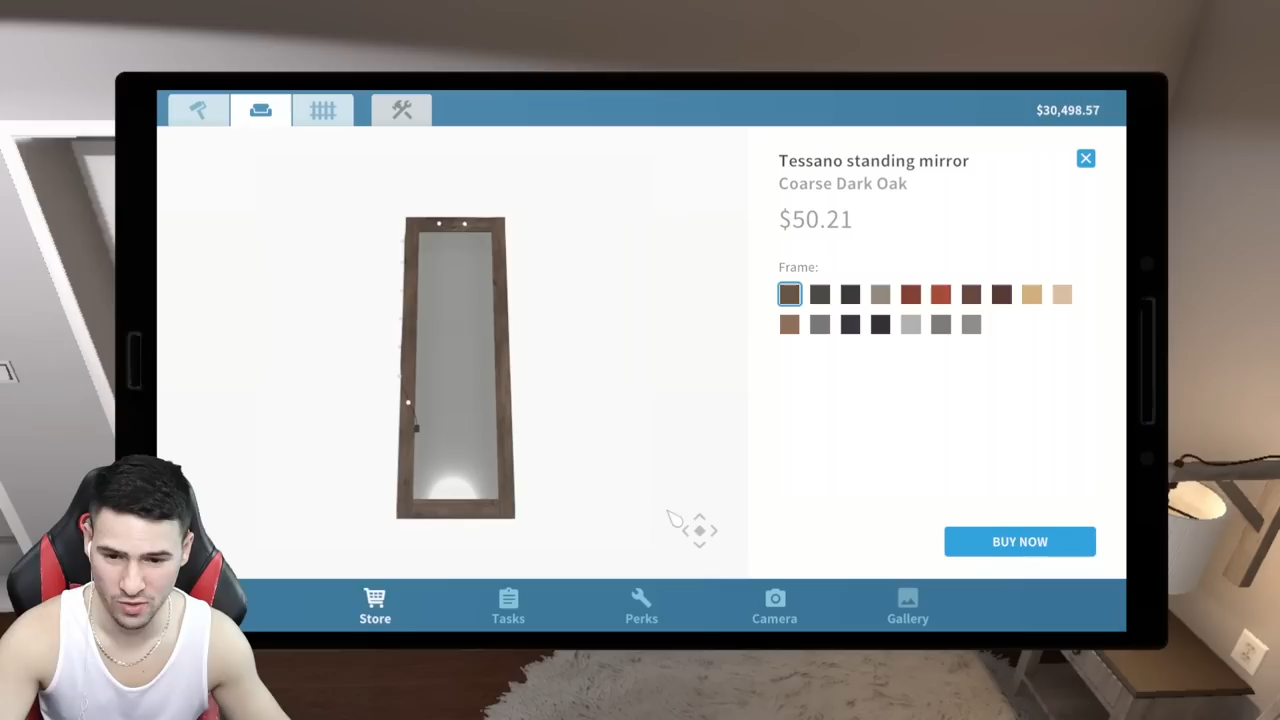 $30,498.57
Tessano standing mirror
Coarse Dark Oak
$50.21
Frame:
BUY NOW
Store
Tasks
Perks
Camera
Gallery